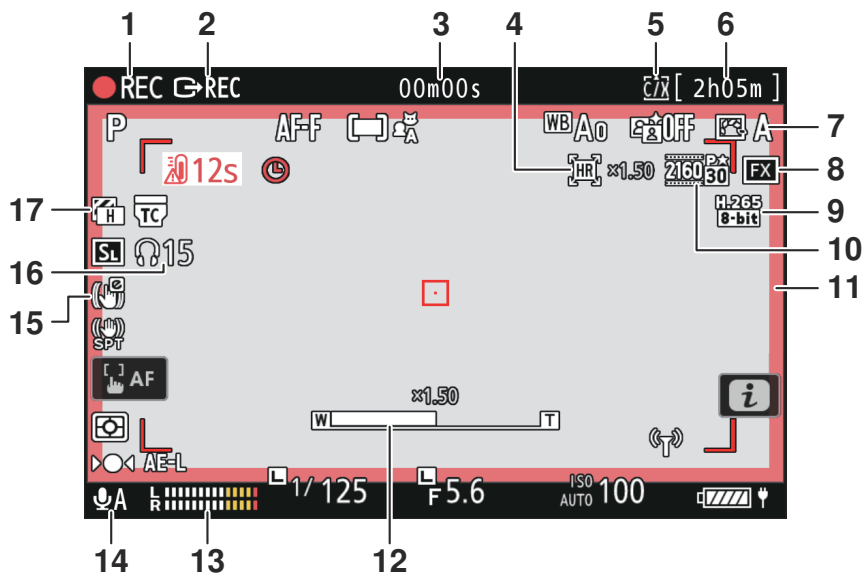 1 2 3 4 5 6
REC REC 00m00s C/X [ 2h05m ]
P AF-F WB A0 OFF A 7
12s HR ×1.50 2160 P★ 30 FX 8
17 H TC H.265 8-bit 9
SL 15 10
16
11
15
SPT
AF i
×1.50
W T
AE-L
A L R L 1/ 125 L F5.6 ISO AUTO 100
14 13 12